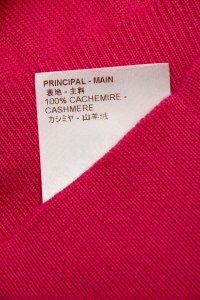 PRINCIPAL - MAIN
表地 - 主料
100% CACHEMIRE -
CASHMERE
カシミヤ - 山羊绒